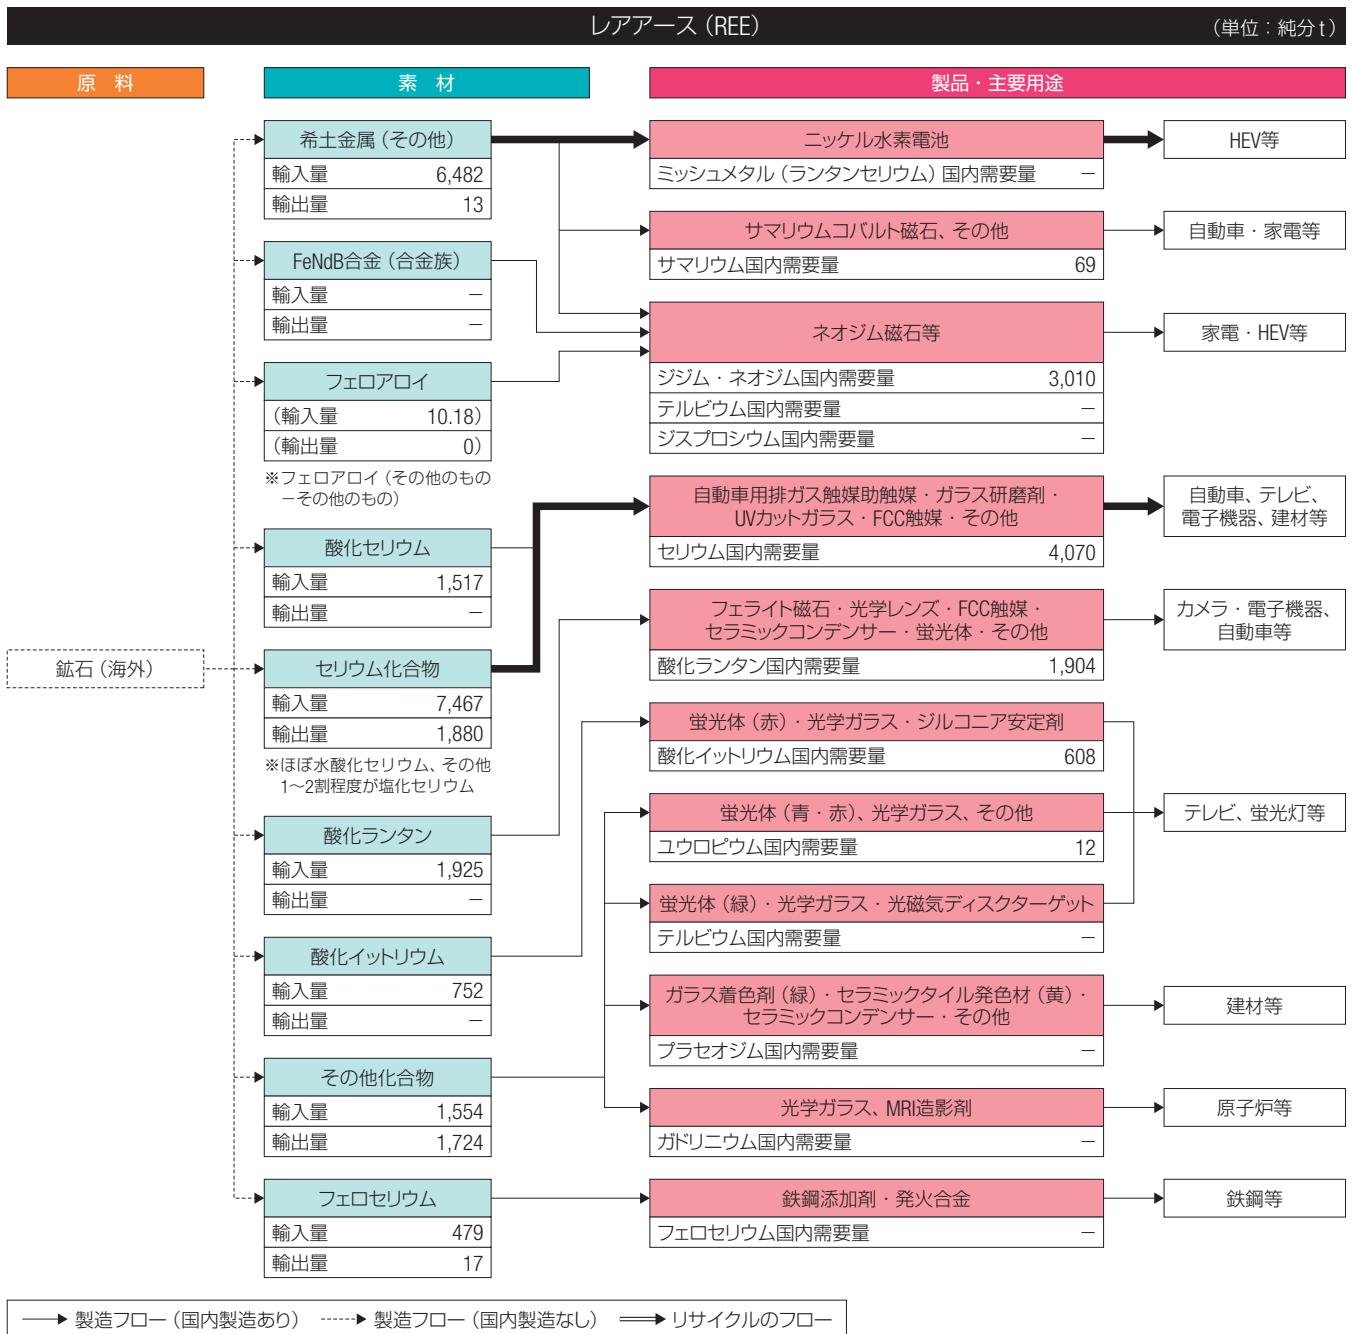 レアアース（REE）
（単位：純分t）
原　料
素　材
製品・主要用途
鉱石（海外）
希土金属（その他）
輸入量 6,482
輸出量 13
FeNdB合金（合金族）
輸入量 －
輸出量 －
フェロアロイ
（輸入量 10.18）
（輸出量 0）
※フェロアロイ（その他のもの
－その他のもの）
酸化セリウム
輸入量 1,517
輸出量 －
セリウム化合物
輸入量 7,467
輸出量 1,880
※ほぼ水酸化セリウム、その他
1～2割程度が塩化セリウム
酸化ランタン
輸入量 1,925
輸出量 －
酸化イットリウム
輸入量 752
輸出量 －
その他化合物
輸入量 1,554
輸出量 1,724
フェロセリウム
輸入量 479
輸出量 17
ニッケル水素電池
ミッシュメタル（ランタンセリウム）国内需要量 －
HEV等
サマリウムコバルト磁石、その他
サマリウム国内需要量 69
自動車・家電等
ネオジム磁石等
ジジム・ネオジム国内需要量 3,010
テルビウム国内需要量 －
ジスプロシウム国内需要量 －
家電・HEV等
自動車用排ガス触媒助触媒・ガラス研磨剤・
UVカットガラス・FCC触媒・その他
セリウム国内需要量 4,070
自動車、テレビ、
電子機器、建材等
フェライト磁石・光学レンズ・FCC触媒・
セラミックコンデンサー・蛍光体・その他
酸化ランタン国内需要量 1,904
カメラ・電子機器、
自動車等
蛍光体（赤）・光学ガラス・ジルコニア安定剤
酸化イットリウム国内需要量 608
蛍光体（青・赤）、光学ガラス、その他
ユウロピウム国内需要量 12
テレビ、蛍光灯等
蛍光体（緑）・光学ガラス・光磁気ディスクターゲット
テルビウム国内需要量 －
ガラス着色剤（緑）・セラミックタイル発色材（黄）・
セラミックコンデンサー・その他
プラセオジム国内需要量 －
建材等
光学ガラス、MRI造影剤
ガドリニウム国内需要量 －
原子炉等
鉄鋼添加剤・発火合金
フェロセリウム国内需要量 －
鉄鋼等
製造フロー（国内製造あり） 製造フロー（国内製造なし） リサイクルのフロー